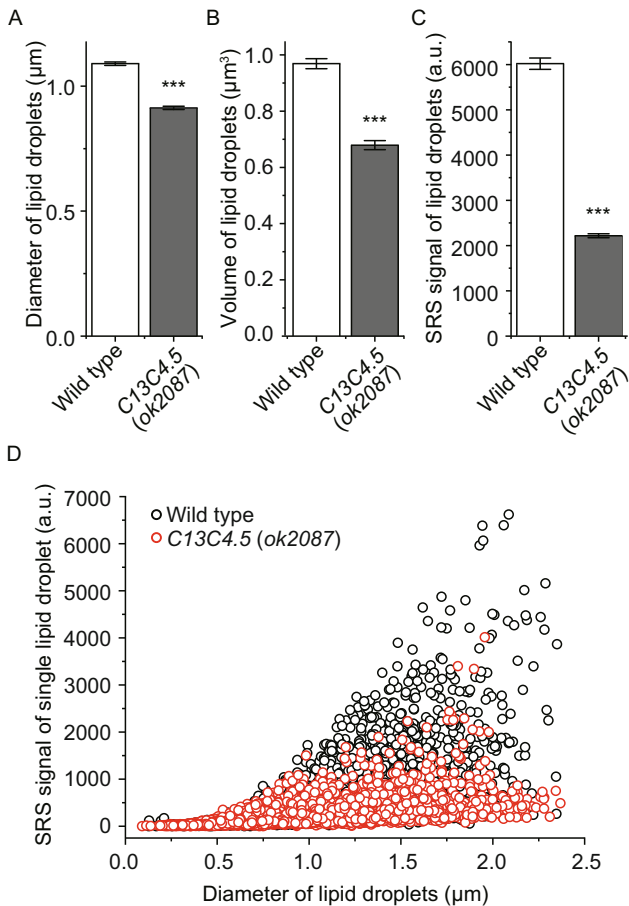 A
Diameter of lipid droplets (μm)
1.0
0.5
0.0
***
Wild type
C13C4.5
(ok2087)
B
Volume of lipid droplets (μm³)
1.0
0.8
0.6
0.4
0.2
0.0
***
Wild type
C13C4.5
(ok2087)
C
SRS signal of lipid droplets (a.u.)
6000
5000
4000
3000
2000
1000
0
***
Wild type
C13C4.5
(ok2087)
D
SRS signal of single lipid droplet (a.u.)
7000
6000
5000
4000
3000
2000
1000
0
Wild type
C13C4.5 (ok2087)
0.0 0.5 1.0 1.5 2.0 2.5
Diameter of lipid droplets (μm)